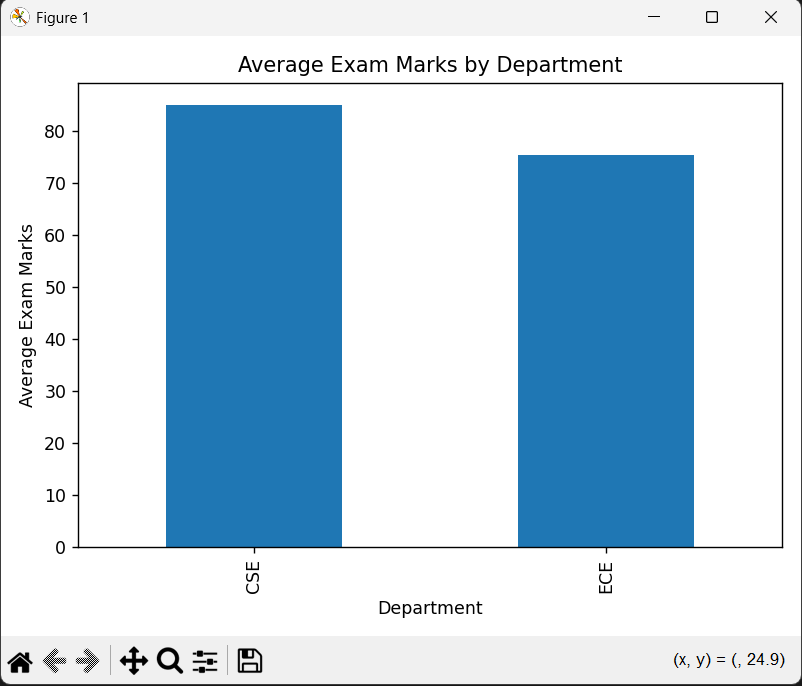 Figure 1
Average Exam Marks by Department
80
70
60
50
40
30
20
10
0
Average Exam Marks
CSE
ECE
Department
(x, y) = (, 24.9)